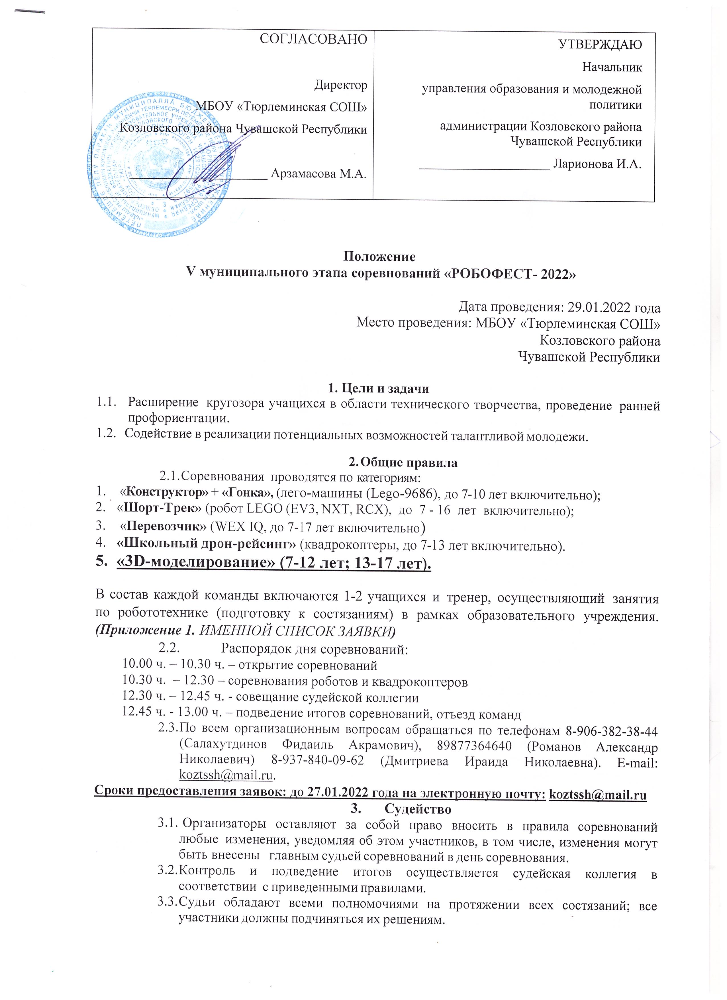 СОГЛАСОВАНО
Директор
МБОУ «Тюрлеминская СОШ»
Козловского района Чувашской Республики
_____________________ Арзамасова М.А.
УТВЕРЖДАЮ
Начальник
управления образования и молодежной
политики
администрации Козловского района
Чувашской Республики
____________________ Ларионова И.А.
Положение
V муниципального этапа соревнований «РОБОФЕСТ- 2022»
Дата проведения: 29.01.2022 года
Место проведения: МБОУ «Тюрлеминская СОШ»
Козловского района
Чувашской Республики
1. Цели и задачи
1.1. Расширение кругозора учащихся в области технического творчества, проведение ранней
профориентации.
1.2. Содействие в реализации потенциальных возможностей талантливой молодежи.
2. Общие правила
2.1.Соревнования проводятся по категориям:
1. «Конструктор» + «Гонка», (лего-машины (Lego-9686), до 7-10 лет включительно);
2. «Шорт-Трек» (робот LEGO (EV3, NXT, RCX), до 7 - 16 лет включительно);
3. «Перевозчик» (WEX IQ, до 7-17 лет включительно)
4. «Школьный дрон-рейсинг» (квадрокоптеры, до 7-13 лет включительно).
5. «3D-моделирование» (7-12 лет; 13-17 лет).
В состав каждой команды включаются 1-2 учащихся и тренер, осуществляющий занятия
по робототехнике (подготовку к состязаниям) в рамках образовательного учреждения.
(Приложение 1. ИМЕННОЙ СПИСОК ЗАЯВКИ)
2.2. Распорядок дня соревнований:
10.00 ч. – 10.30 ч. – открытие соревнований
10.30 ч. – 12.30 – соревнования роботов и квадрокоптеров
12.30 ч. – 12.45 ч. - совещание судейской коллегии
12.45 ч. - 13.00 ч. – подведение итогов соревнований, отъезд команд
2.3.По всем организационным вопросам обращаться по телефонам 8-906-382-38-44
(Салахутдинов Фидаиль Акрамович), 89877364640 (Романов Александр
Николаевич) 8-937-840-09-62 (Дмитриева Ираида Николаевна). E-mail:
koztssh@mail.ru.
Сроки предоставления заявок: до 27.01.2022 года на электронную почту: koztssh@mail.ru
3. Судейство
3.1. Организаторы оставляют за собой право вносить в правила соревнований
любые изменения, уведомляя об этом участников, в том числе, изменения могут
быть внесены главным судьей соревнований в день соревнования.
3.2.Контроль и подведение итогов осуществляется судейская коллегия в
соответствии с приведенными правилами.
3.3.Судьи обладают всеми полномочиями на протяжении всех состязаний; все
участники должны подчиняться их решениям.